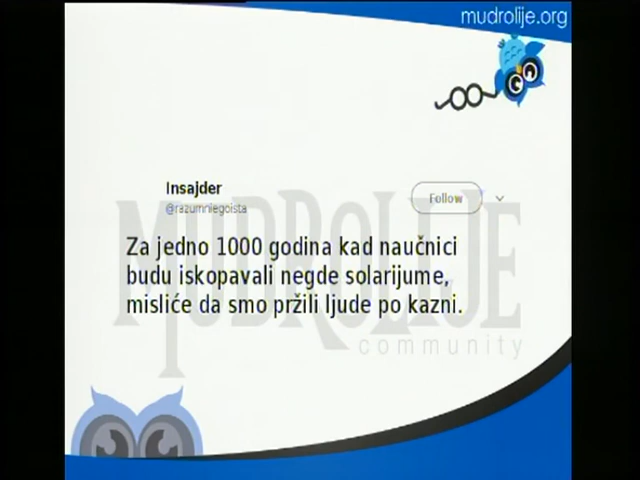 mudrolije.org
Insajder
@razumniegoista
Follow
Za jedno 1000 godina kad naučnici
budu iskopavali negde solarijume,
misliće da smo pržili ljude po kazni.
MUDROLIJE
community